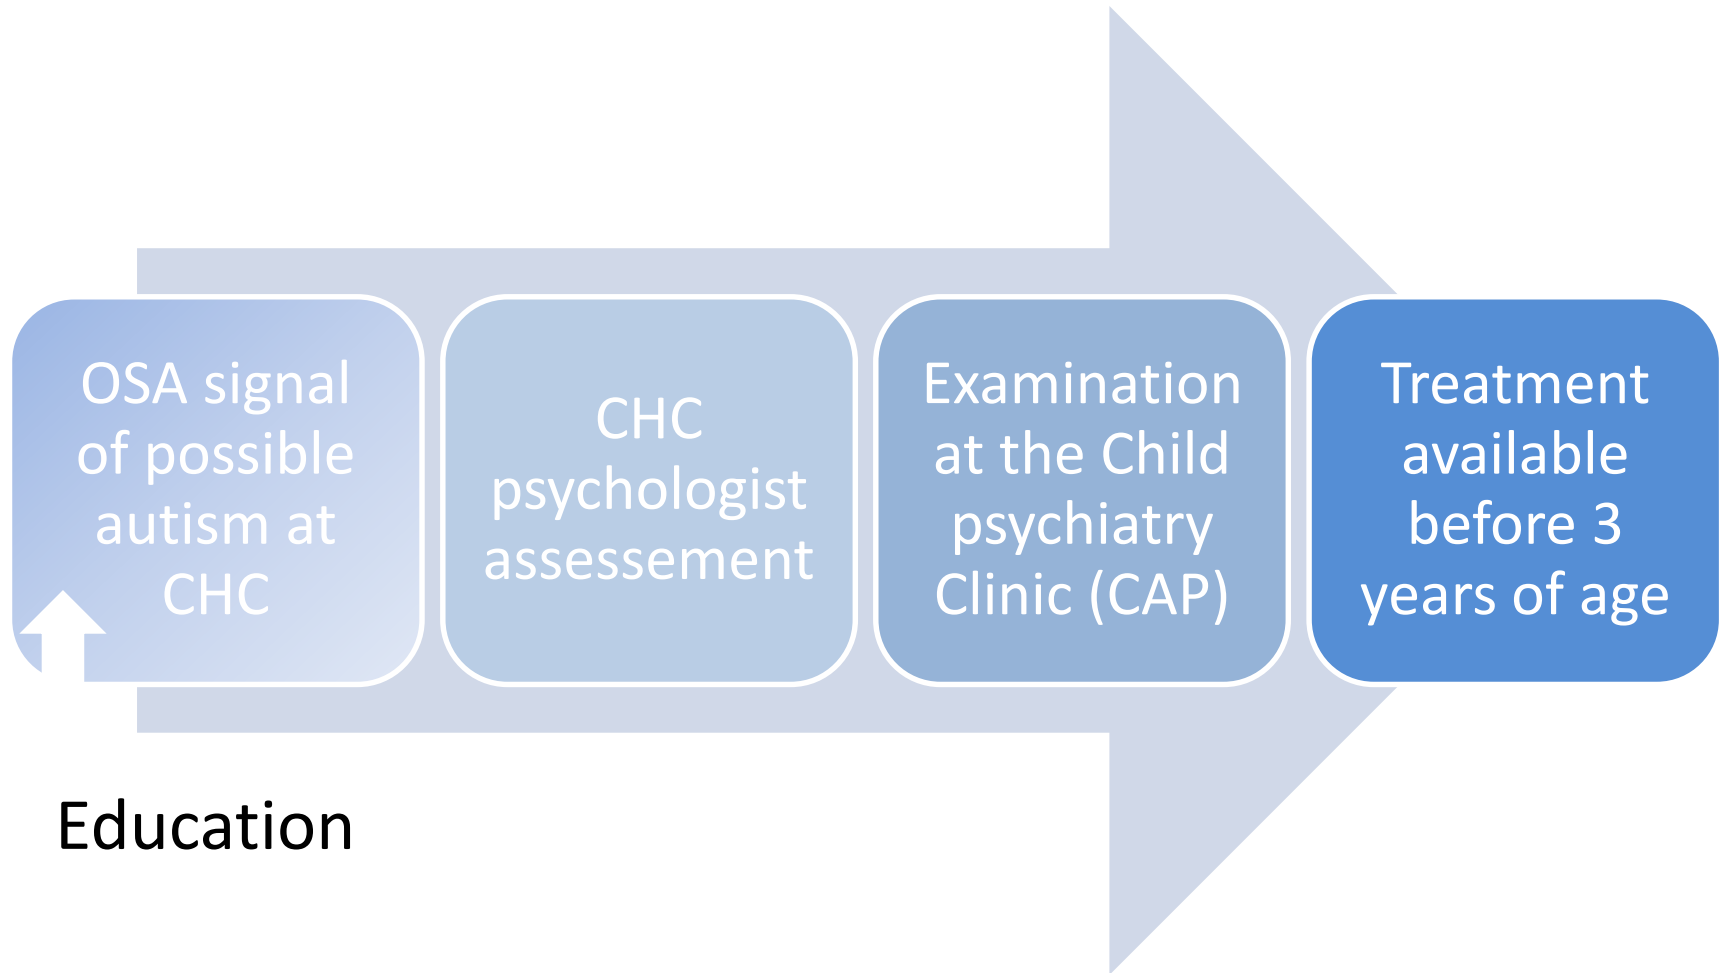 OSA signal
of possible
autism at
CHC
CHC
psychologist
assessement
Examination
at the Child
psychiatry
Clinic (CAP)
Treatment
available
before 3
years of age
Education